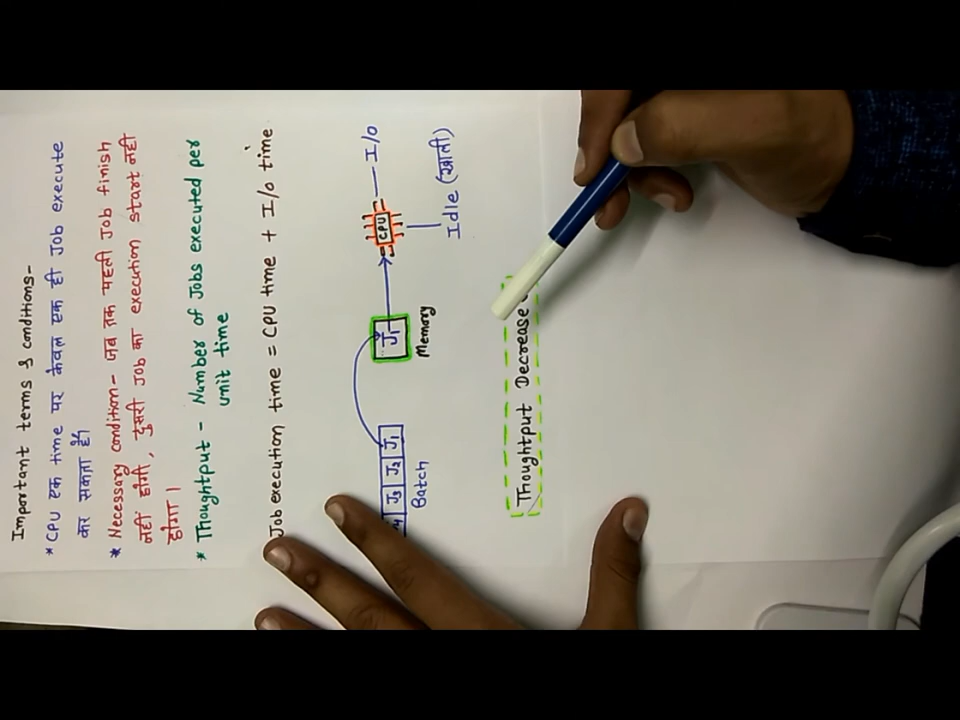 Important terms & conditions-
* CPU एक time पर केवल एक ही Job execute
कर सकता है।
* Necessary condition - जब तक पहली Job finish
नहीं होगी, दुसरी Job का execution start नही
होगा।
* Thoughtput - Number of Jobs executed per
unit time
Job execution time = CPU time + I/o time
J3 J2 J1
Batch
J1
Memory
CPU
I/o
Idle (खाली)
Thoughtput Decrease